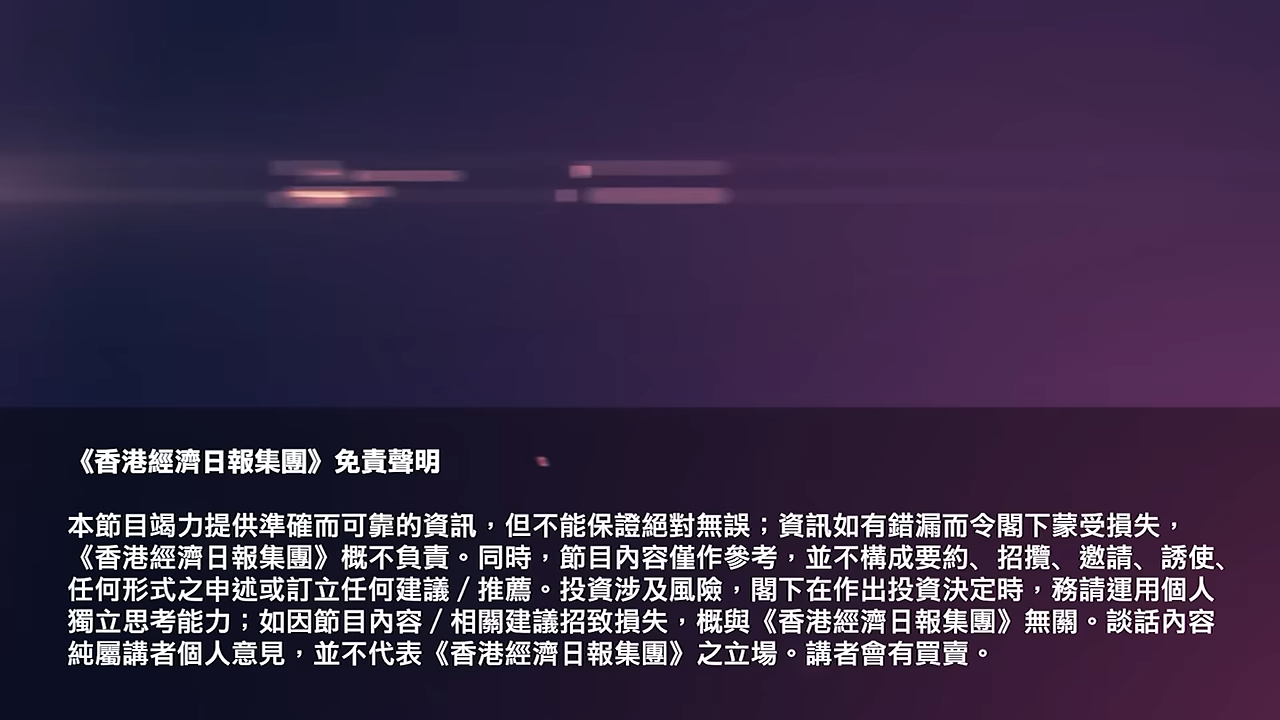 《香港經濟日報集團》免責聲明
本節目竭力提供準確而可靠的資訊，但不能保證絕對無誤；資訊如有錯漏而令閣下蒙受損失，
《香港經濟日報集團》概不負責。同時，節目內容僅作參考，並不構成要約、招攬、邀請、誘使、
任何形式之申述或訂立任何建議／推薦。投資涉及風險，閣下在作出投資決定時，務請運用個人
獨立思考能力；如因節目內容／相關建議招致損失，概與《香港經濟日報集團》無關。談話內容
純屬講者個人意見，並不代表《香港經濟日報集團》之立場。講者會有買賣。